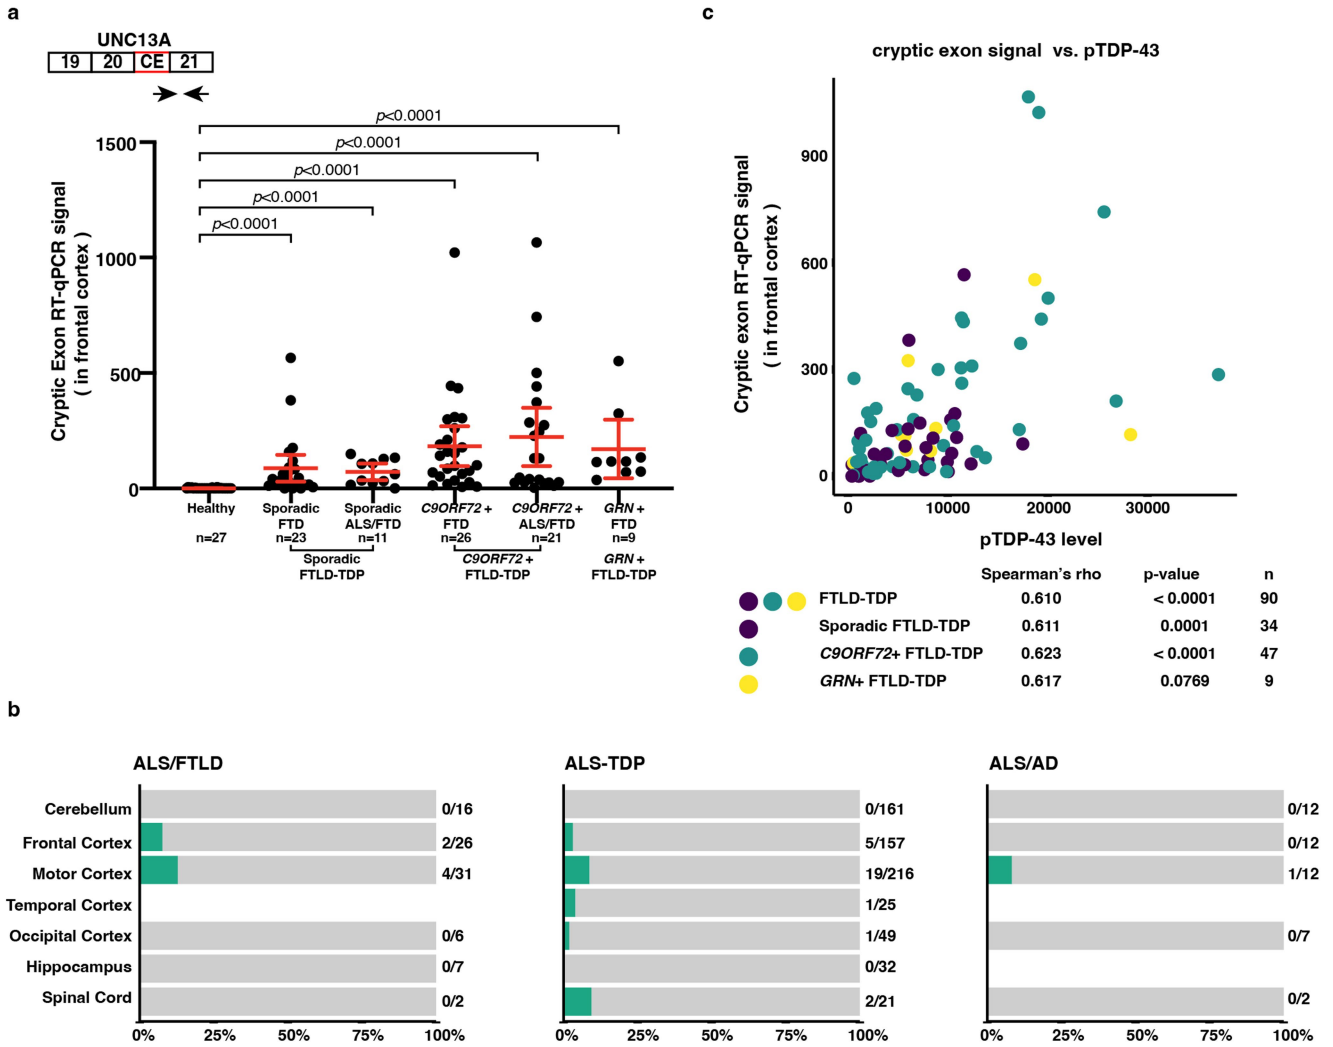 a
UNC13A
19 20 CE 21
Cryptic Exon RT-qPCR signal
( in frontal cortex )
1500
1000
500
0
p<0.0001
p<0.0001
p<0.0001
p<0.0001
p<0.0001
Healthy
n=27
Sporadic
FTD
n=23
Sporadic
ALS/FTD
n=11
C9ORF72 +
FTD
n=26
C9ORF72 +
ALS/FTD
n=21
GRN +
FTD
n=9
Sporadic
FTLD-TDP
C9ORF72 +
FTLD-TDP
GRN +
FTLD-TDP
c
cryptic exon signal vs. pTDP-43
Cryptic exon RT-qPCR signal
( in frontal cortex )
900
600
300
0
0 10000 20000 30000
pTDP-43 level
Spearman's rho p-value n
FTLD-TDP 0.610 < 0.0001 90
Sporadic FTLD-TDP 0.611 0.0001 34
C9ORF72+ FTLD-TDP 0.623 < 0.0001 47
GRN+ FTLD-TDP 0.617 0.0769 9
b
ALS/FTLD
Cerebellum 0/16
Frontal Cortex 2/26
Motor Cortex 4/31
Temporal Cortex
Occipital Cortex 0/6
Hippocampus 0/7
Spinal Cord 0/2
0% 25% 50% 75% 100%
ALS-TDP
0/161
5/157
19/216
1/25
1/49
0/32
2/21
0% 25% 50% 75% 100%
ALS/AD
0/12
0/12
1/12
0/7
0/2
0% 25% 50% 75% 100%